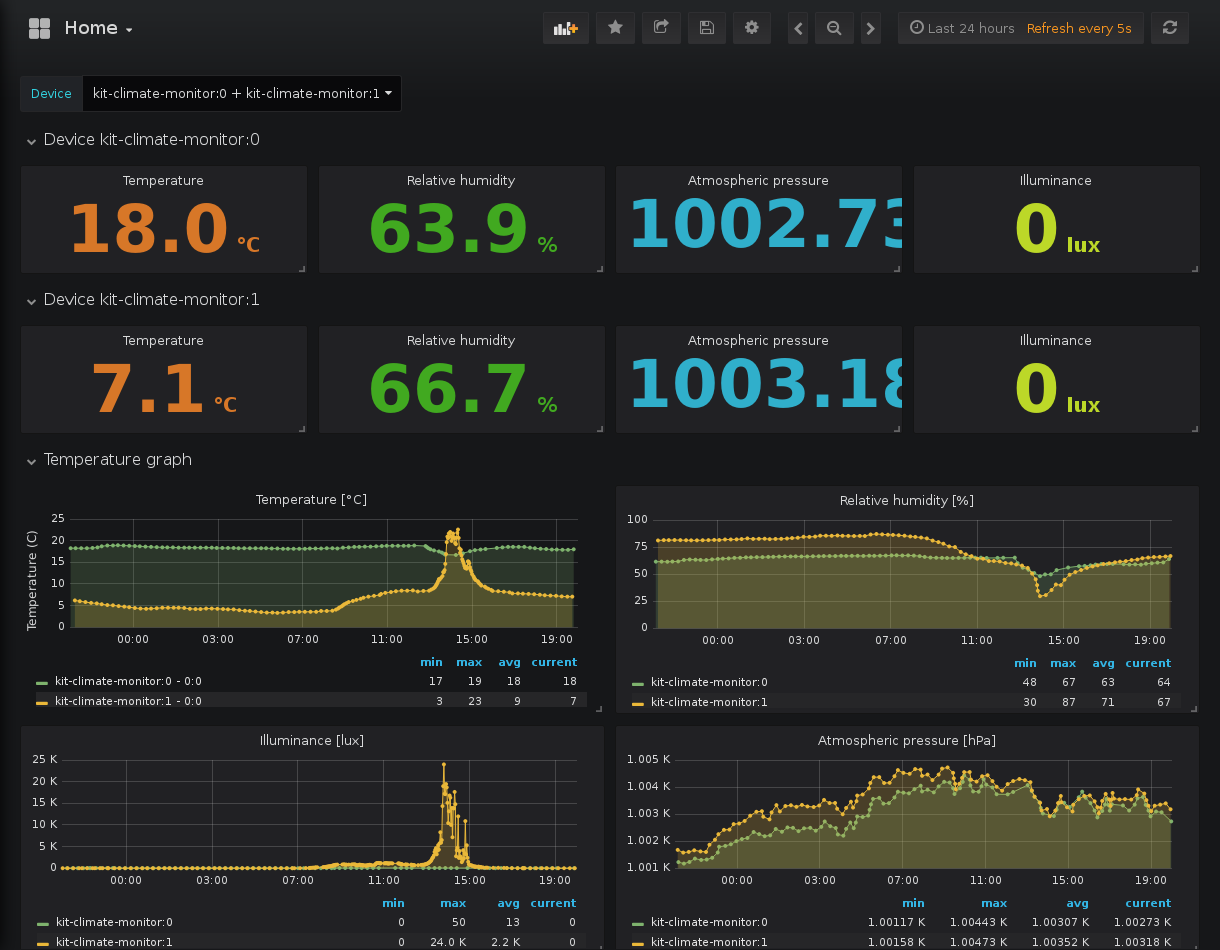 Home
Last 24 hours Refresh every 5s
Device kit-climate-monitor:0 + kit-climate-monitor:1
Device kit-climate-monitor:0
Temperature Relative humidity Atmospheric pressure Illuminance
18.0 °C 63.9 % 1002.73 0 lux
Device kit-climate-monitor:1
Temperature Relative humidity Atmospheric pressure Illuminance
7.1 °C 66.7 % 1003.18 0 lux
Temperature graph
Temperature [°C]
Temperature (C)
25
20
15
10
5
0
00:00 03:00 07:00 11:00 15:00 19:00
min max avg current
kit-climate-monitor:0 - 0:0 17 19 18 18
kit-climate-monitor:1 - 0:0 3 23 9 7
Relative humidity [%]
100
75
50
25
0
00:00 03:00 07:00 11:00 15:00 19:00
min max avg current
kit-climate-monitor:0 48 67 63 64
kit-climate-monitor:1 30 87 71 67
Illuminance [lux]
25 K
20 K
15 K
10 K
5 K
0
00:00 03:00 07:00 11:00 15:00 19:00
min max avg current
kit-climate-monitor:0 0 50 13 0
kit-climate-monitor:1 0 24.0 K 2.2 K 0
Atmospheric pressure [hPa]
1.005 K
1.004 K
1.003 K
1.002 K
1.001 K
00:00 03:00 07:00 11:00 15:00 19:00
min max avg current
kit-climate-monitor:0 1.00117 K 1.00443 K 1.00307 K 1.00273 K
kit-climate-monitor:1 1.00158 K 1.00473 K 1.00352 K 1.00318 K